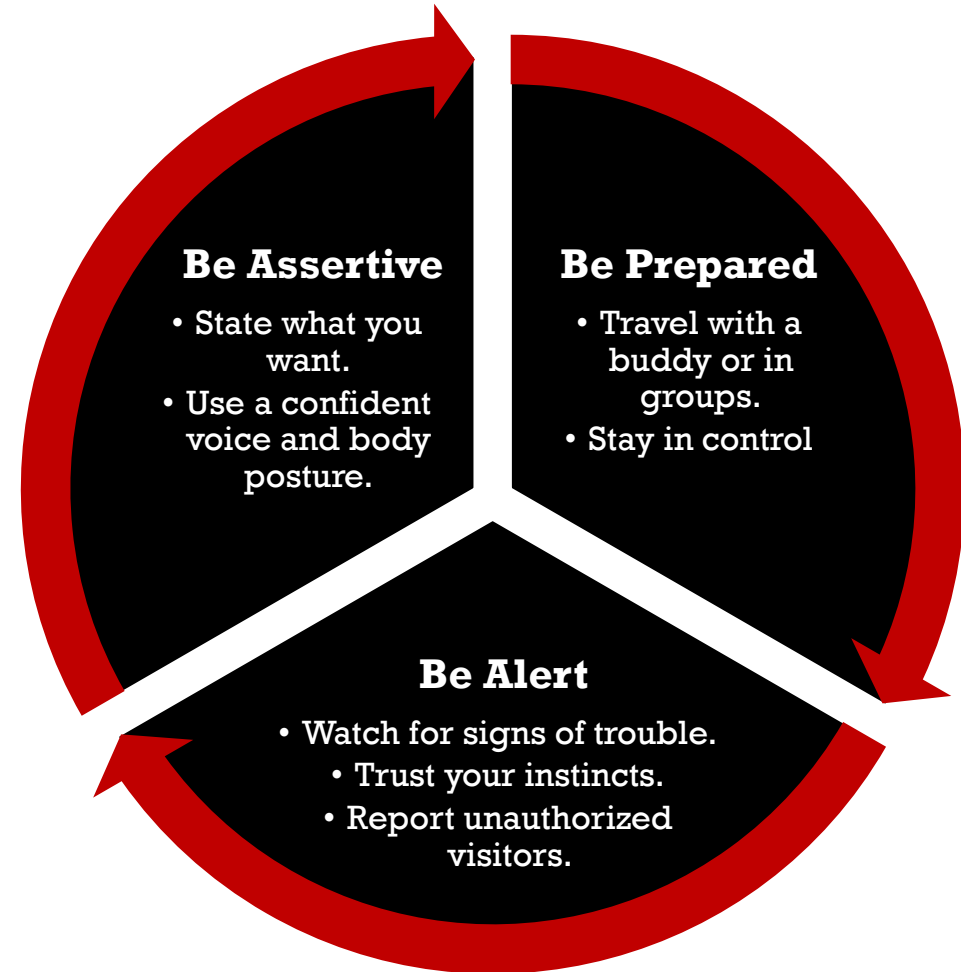 Be Assertive
• State what you
want.
• Use a confident
voice and body
posture.
Be Prepared
• Travel with a
buddy or in
groups.
• Stay in control
Be Alert
• Watch for signs of trouble.
• Trust your instincts.
• Report unauthorized
visitors.